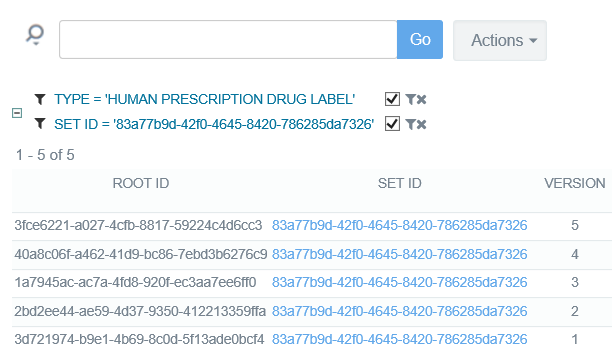 Go Actions
TYPE = 'HUMAN PRESCRIPTION DRUG LABEL'
SET ID = '83a77b9d-42f0-4645-8420-786285da7326'
1 - 5 of 5
ROOT ID SET ID VERSION
3fce6221-a027-4cfb-8817-59224c4d6cc3 83a77b9d-42f0-4645-8420-786285da7326 5
40a8c06f-a462-41d9-bc86-7ebd3b6276c9 83a77b9d-42f0-4645-8420-786285da7326 4
1a7945ac-ac7a-4fd8-920f-ec3aa7ee6ff0 83a77b9d-42f0-4645-8420-786285da7326 3
2bd2ee44-ae59-4d37-9350-412213359ffa 83a77b9d-42f0-4645-8420-786285da7326 2
3d721974-b9e1-4b69-8c0d-5f13ade0bcf4 83a77b9d-42f0-4645-8420-786285da7326 1